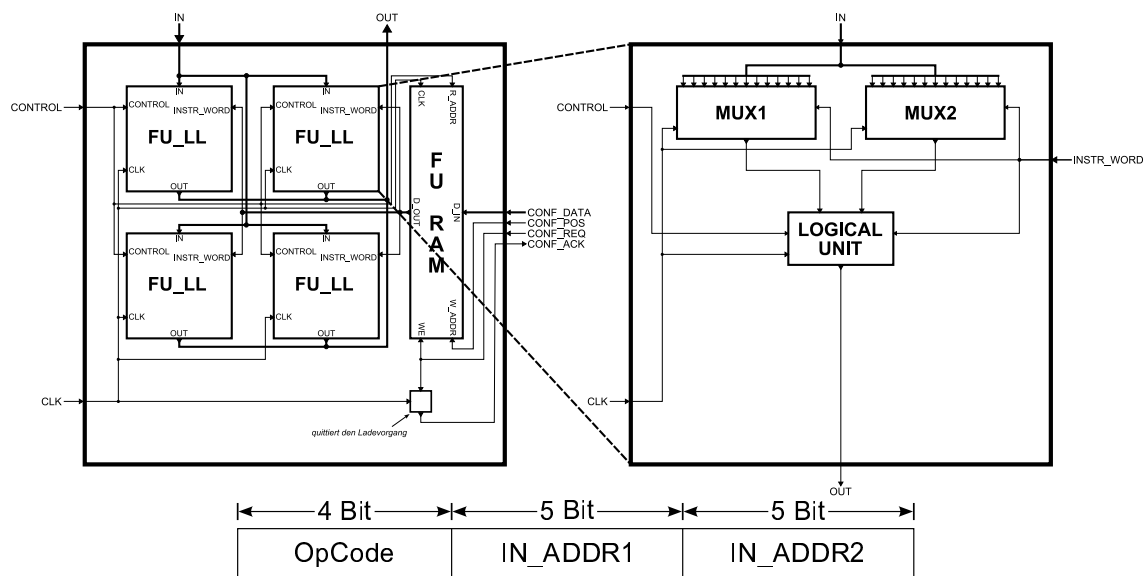 IN
OUT
IN
CONTROL
IN
CONTROL
INSTR_WORD
FU_LL
CLK
OUT
IN
CONTROL
INSTR_WORD
FU_LL
CLK
OUT
CLK
R_ADDR
FU RAM
D_OUT
D_IN
WE
W_ADDR
IN
CONTROL
INSTR_WORD
FU_LL
CLK
OUT
IN
CONTROL
INSTR_WORD
FU_LL
CLK
OUT
CONF_DATA
CONF_POS
CONF_REQ
CONF_ACK
CLK
quittiert den Ladevorgang
CONTROL
MUX1
MUX2
INSTR_WORD
LOGICAL
UNIT
CLK
OUT
4 Bit
5 Bit
5 Bit
OpCode
IN_ADDR1
IN_ADDR2